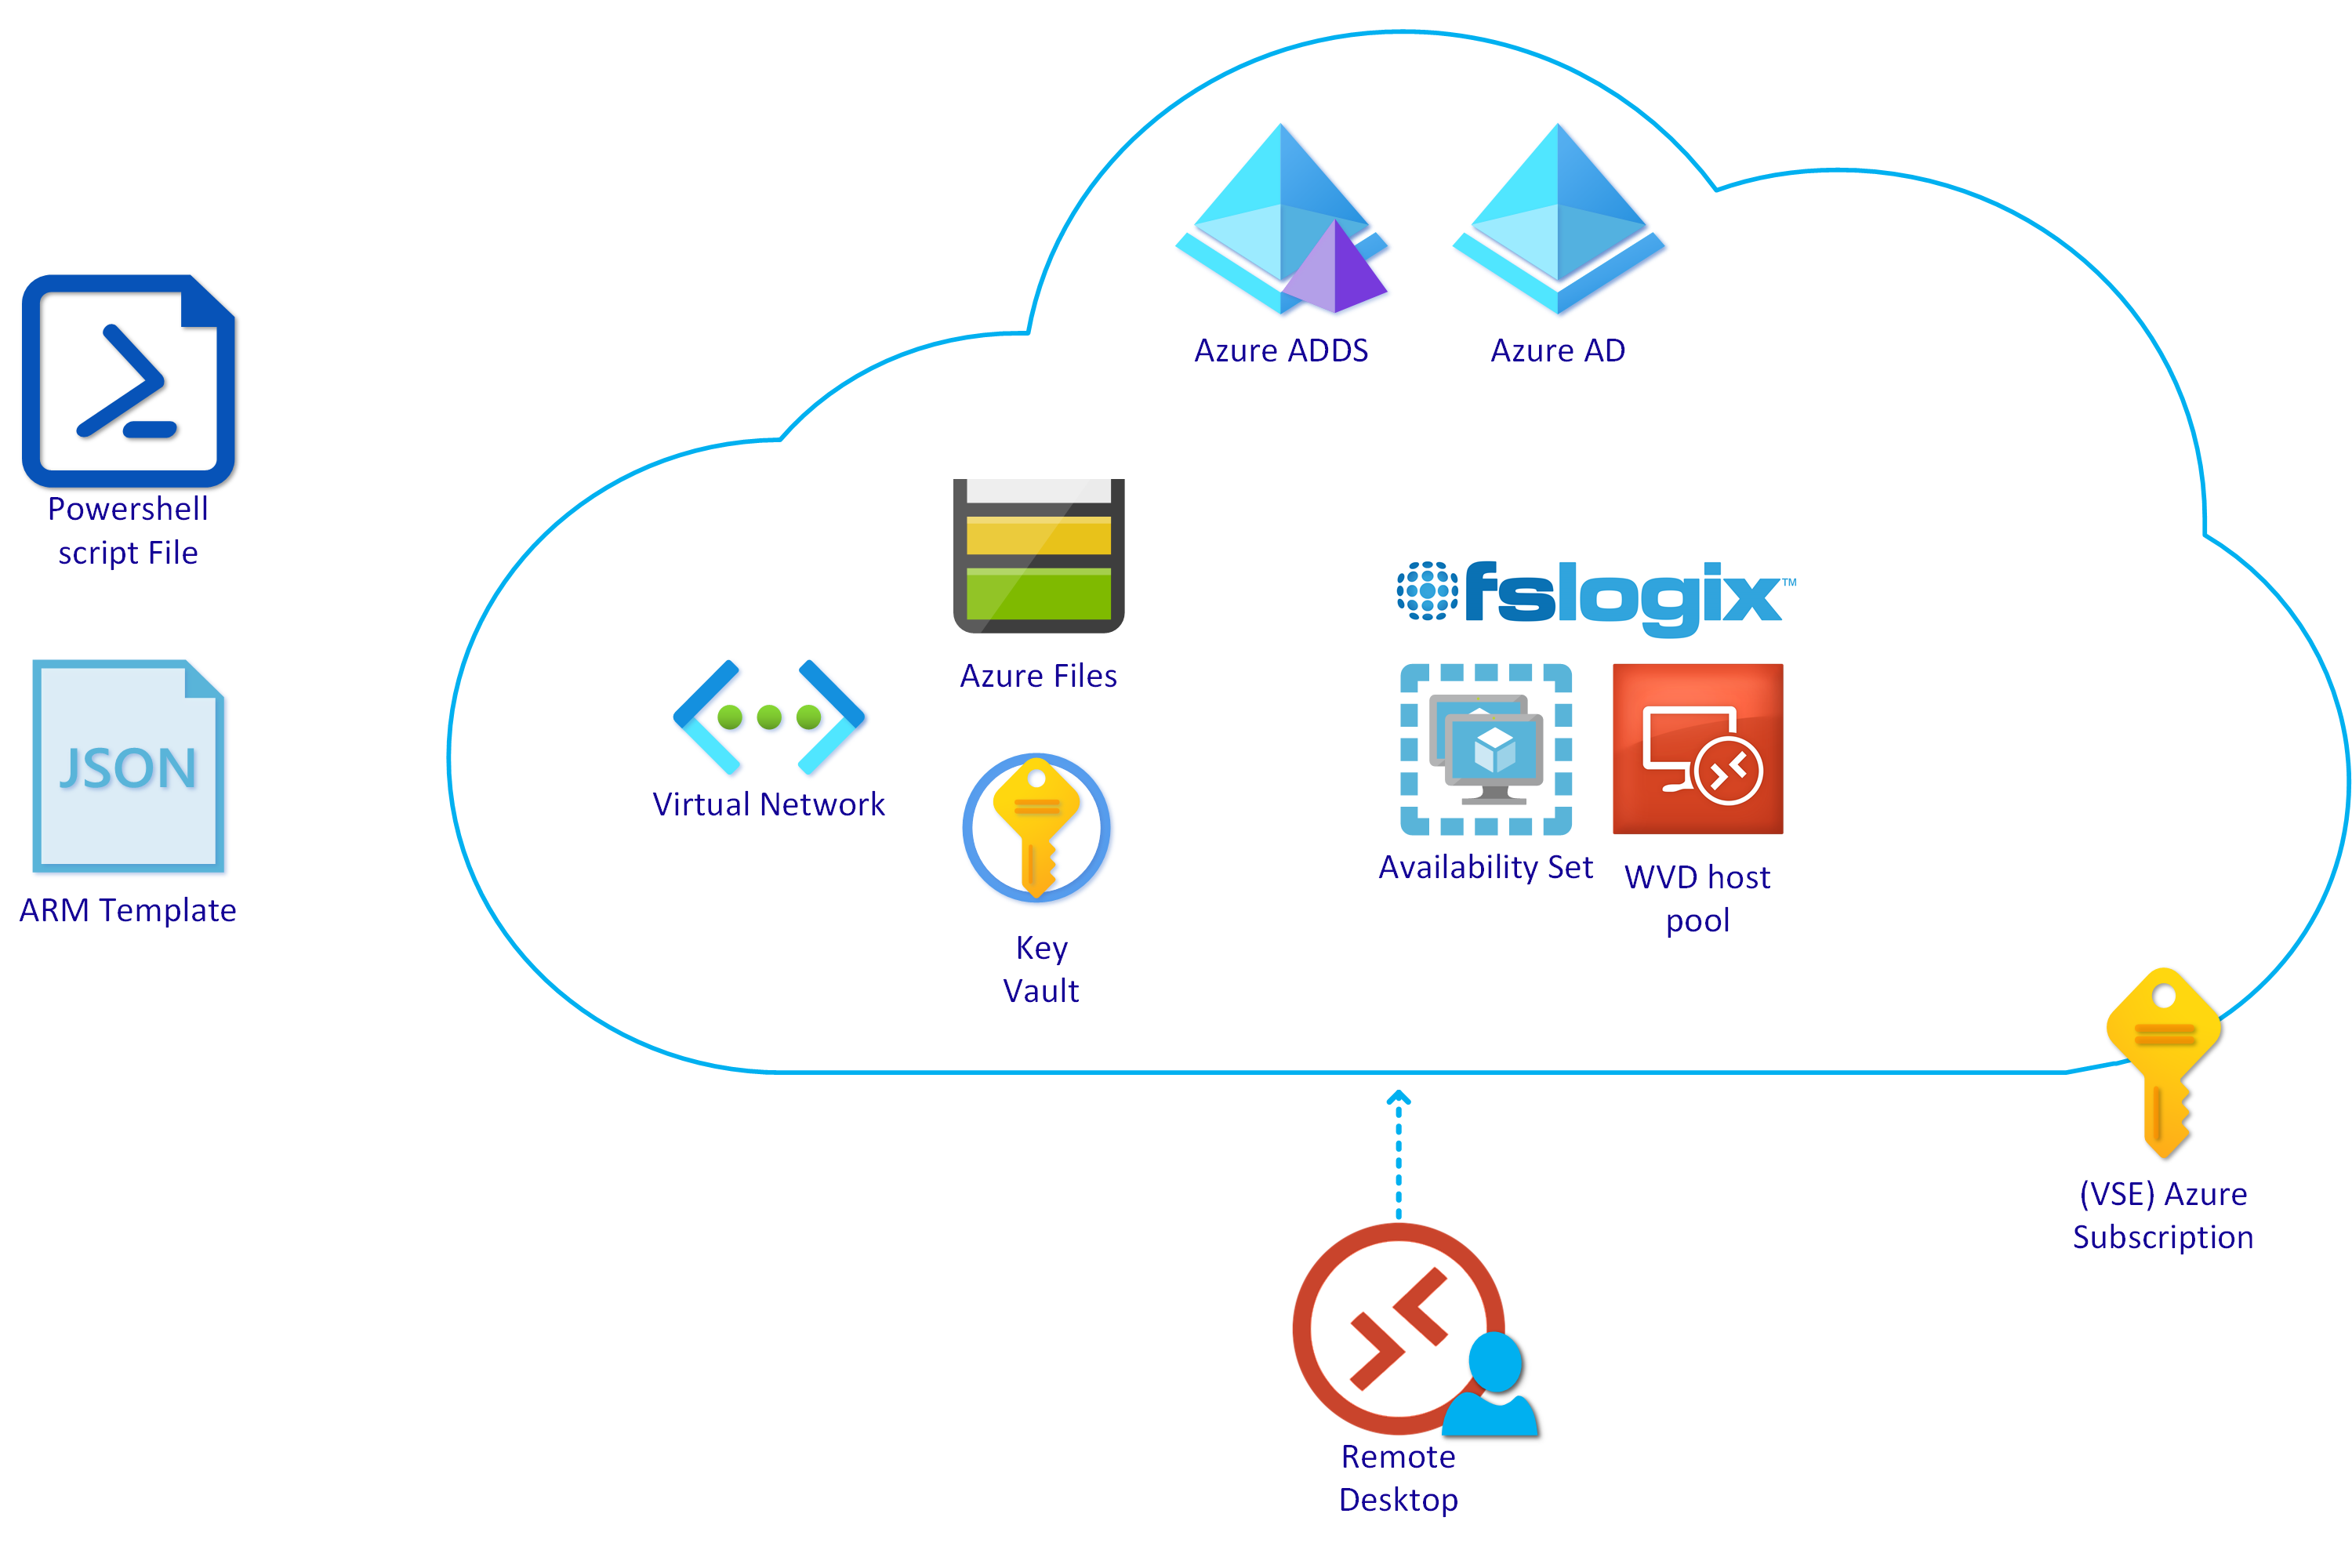 Azure ADDS
Azure AD
Powershell
script File
JSON
ARM Template
Azure Files
Virtual Network
Key
Vault
fslogix™
Availability Set
WVD host
pool
(VSE) Azure
Subscription
Remote
Desktop